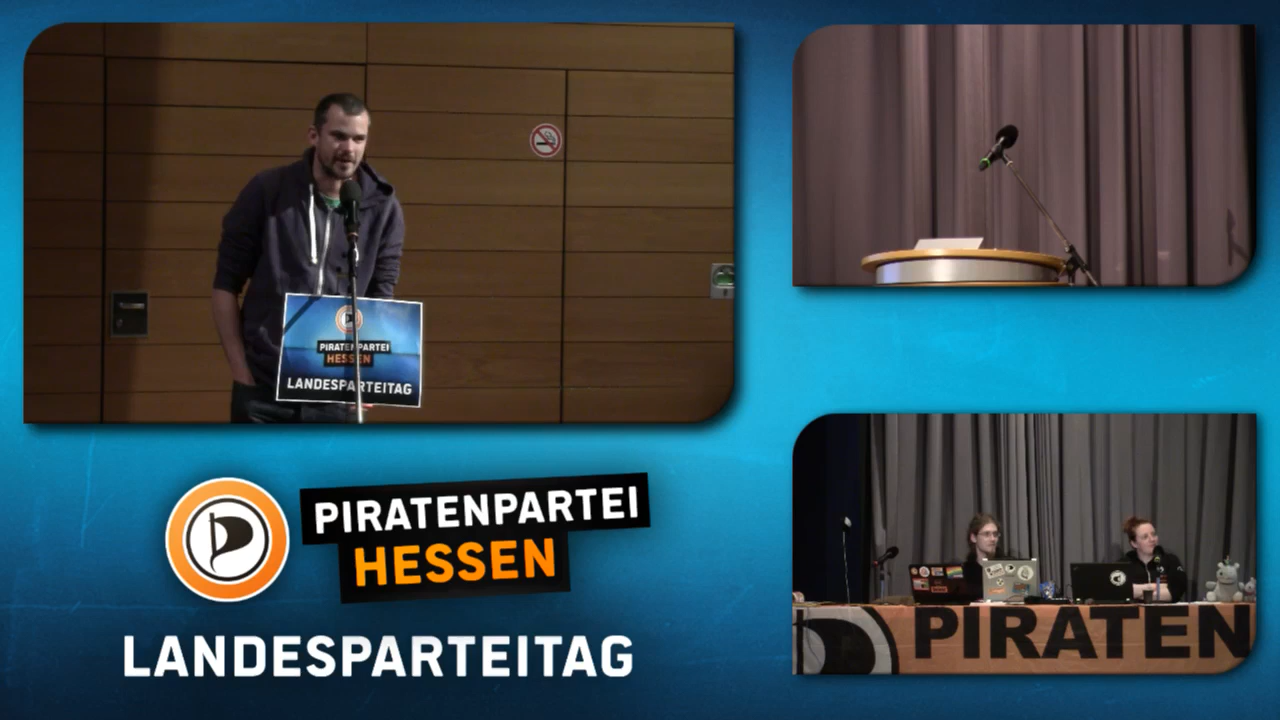 PIRATENPARTEI
HESSEN
LANDESPARTEITAG
PIRATENPARTEI
HESSEN
LANDESPARTEITAG
PIRATEN